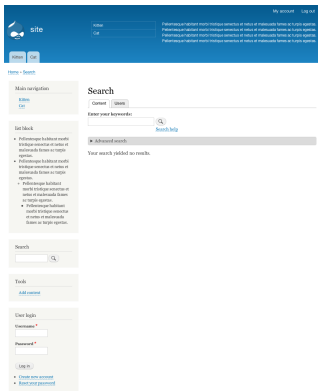 My account Log out
site
Kitten
Cat
Pellentesque habitant morbi tristique senectus et netus et malesuada fames ac turpis egestas.
Pellentesque habitant morbi tristique senectus et netus et malesuada fames ac turpis egestas.
Pellentesque habitant morbi tristique senectus et netus et malesuada fames ac turpis egestas.
Pellentesque habitant morbi tristique senectus et netus et malesuada fames ac turpis egestas.
Kitten Cat
Home » Search
Main navigation
Kitten
Cat
list block
Pellentesque habitant morbi
tristique senectus et netus et
malesuada fames ac turpis
egestas.
Pellentesque habitant morbi
tristique senectus et netus et
malesuada fames ac turpis
egestas.
Pellentesque habitant
morbi tristique senectus et
netus et malesuada fames
ac turpis egestas.
Pellentesque habitant
morbi tristique senectus
et netus et malesuada
fames ac turpis egestas.
Search
Tools
Add content
User login
Username *
Password *
Log in
Create new account
Reset your password
Search
Content Users
Enter your keywords:
Search help
Advanced search
Your search yielded no results.